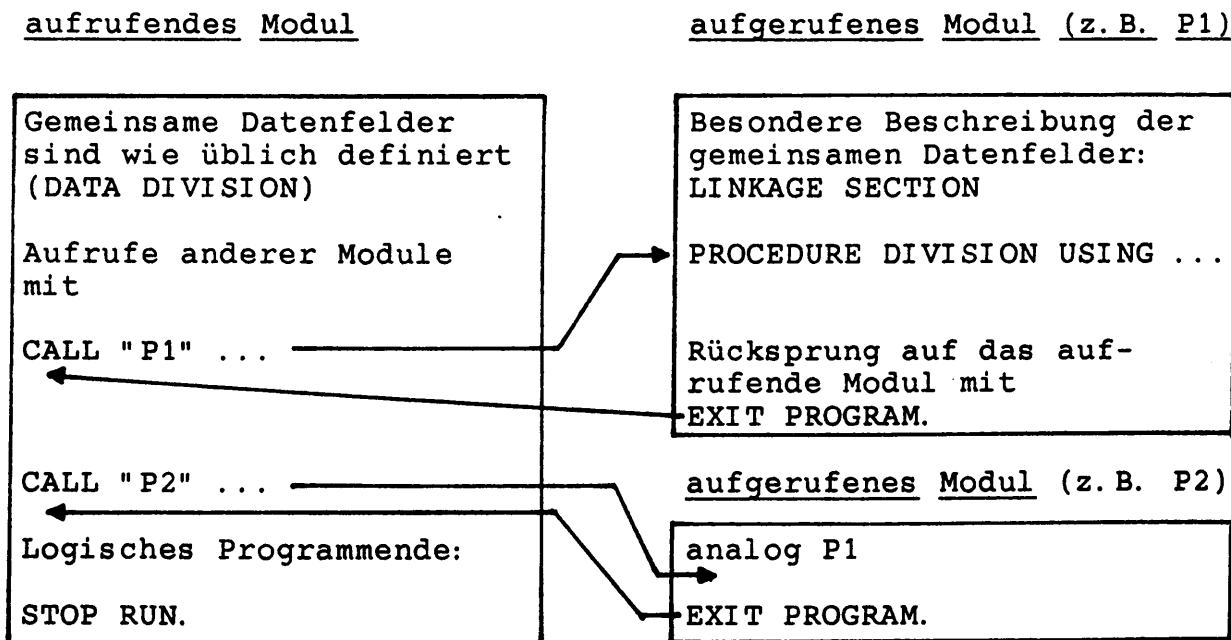 aufrufendes Modul
Gemeinsame Datenfelder
sind wie üblich definiert
(DATA DIVISION)
Aufrufe anderer Module
mit
CALL "P1" ...
CALL "P2" ...
Logisches Programmende:
STOP RUN.
aufgerufenes Modul (z.B. P1)
Besondere Beschreibung der
gemeinsamen Datenfelder:
LINKAGE SECTION
PROCEDURE DIVISION USING ...
Rücksprung auf das auf-
rufende Modul mit
EXIT PROGRAM.
aufgerufenes Modul (z.B. P2)
analog P1
EXIT PROGRAM.